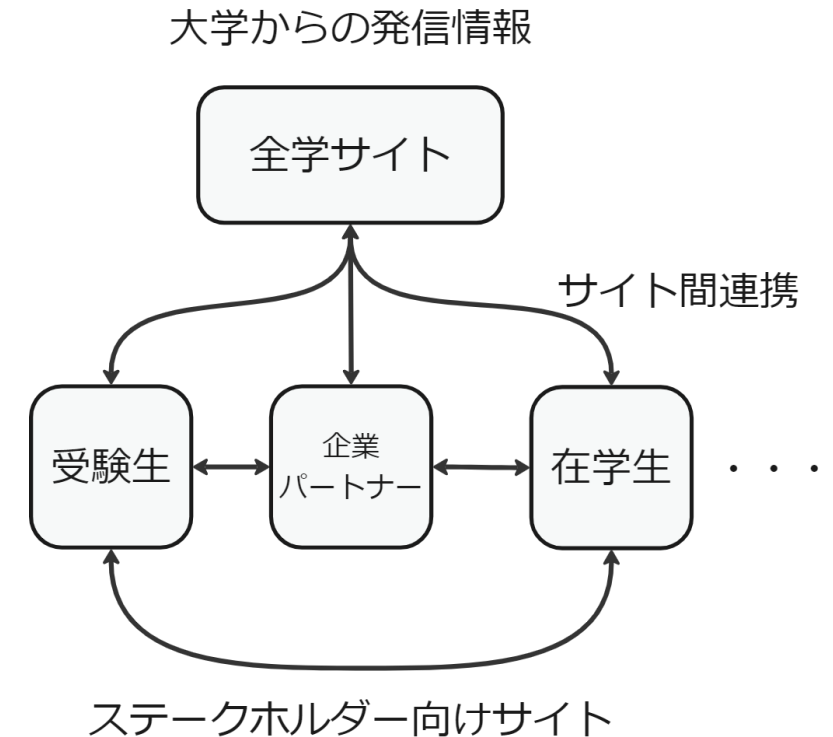 大学からの発信情報
全学サイト
サイト間連携
受験生
企業
パートナー
在学生
・・・
ステークホルダー向けサイト